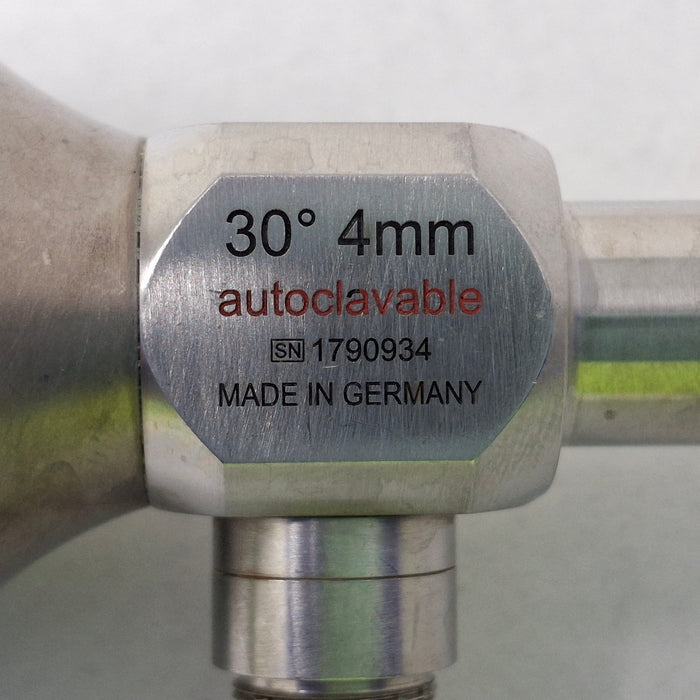 30° 4mm
autoclavable
SN 1790934
MADE IN GERMANY